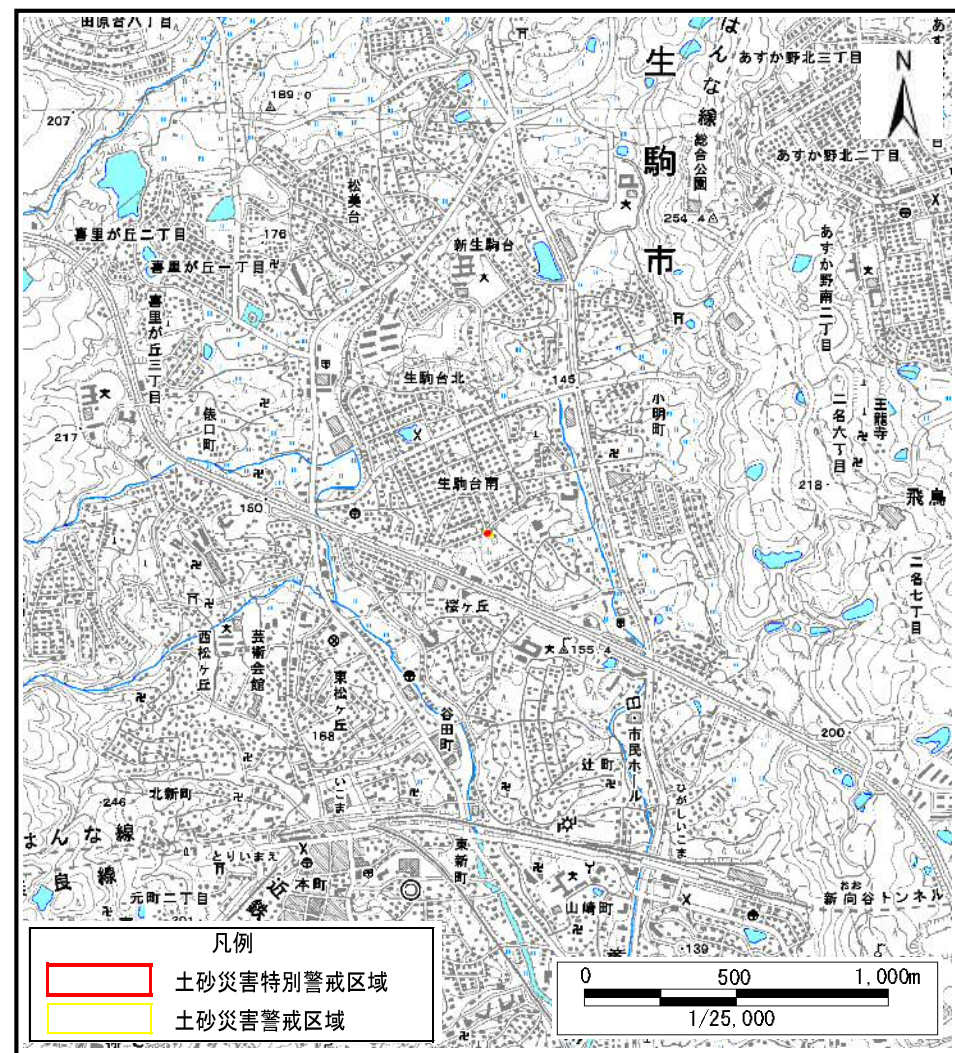 田原台八丁目
生駒市
はんな線
あすか野北三丁目
N
189.0
207
総合公園
あすか野北二丁目
松美台
200
254.4
喜里が丘二丁目
176
新生駒台
喜里が丘一丁目
あすか野南二丁目
喜里が丘三丁目
生駒台北
145
俵口町
小明町
王龍寺
二名六丁目
217
生駒台南
218
飛鳥
150
二名七丁目
桜ヶ丘
155.4
西松ヶ丘
芸術会館
東松ヶ丘
168
谷田町
市民ホール
辻町
200
いこま
ひがしいこま
北新町
246
はんな線
とりいまえ
東新町
良線
元町二丁目
近鉄
本町
山崎町
おお
新向谷トンネル
139
凡例
土砂災害特別警戒区域
土砂災害警戒区域
0 500 1,000m
1/25,000